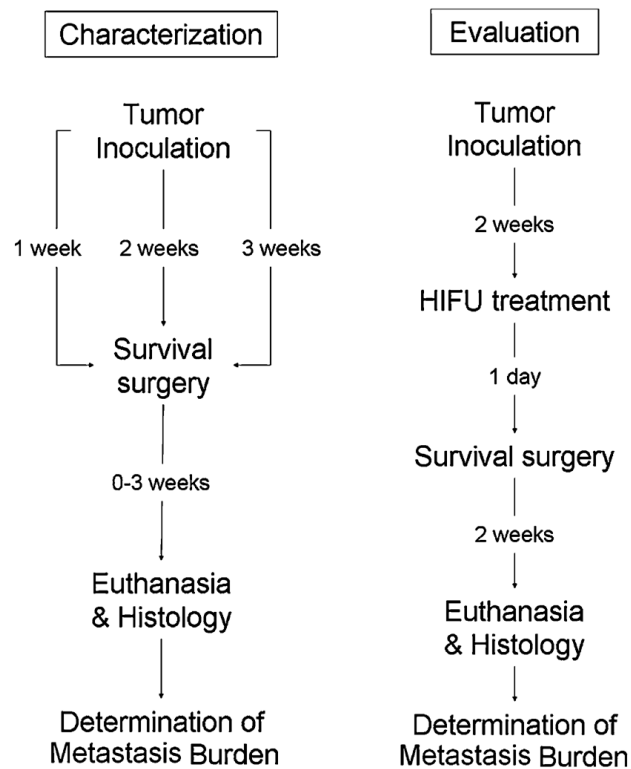 Characterization
Tumor
Inoculation
1 week
2 weeks
3 weeks
Survival
surgery
0-3 weeks
Euthanasia
& Histology
Determination of
Metastasis Burden
Evaluation
Tumor
Inoculation
2 weeks
HIFU treatment
1 day
Survival surgery
2 weeks
Euthanasia
& Histology
Determination of
Metastasis Burden